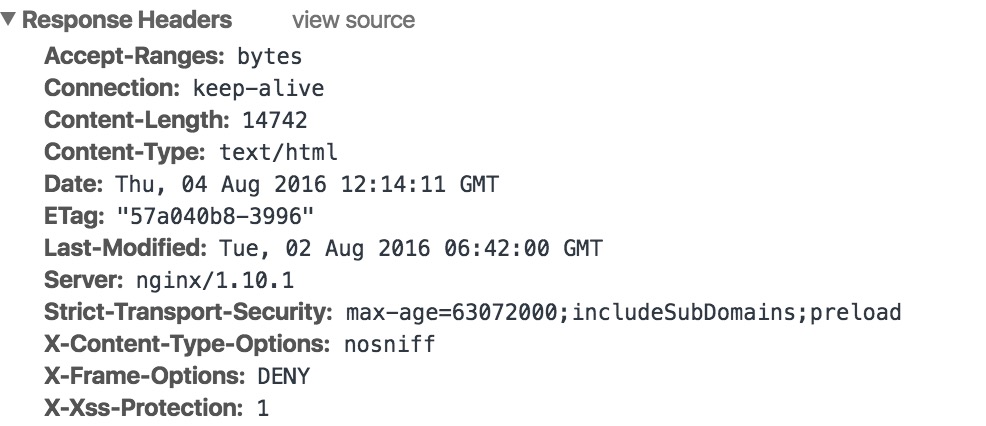 ▼ Response Headers view source
Accept-Ranges: bytes
Connection: keep-alive
Content-Length: 14742
Content-Type: text/html
Date: Thu, 04 Aug 2016 12:14:11 GMT
ETag: "57a040b8-3996"
Last-Modified: Tue, 02 Aug 2016 06:42:00 GMT
Server: nginx/1.10.1
Strict-Transport-Security: max-age=63072000;includeSubDomains;preload
X-Content-Type-Options: nosniff
X-Frame-Options: DENY
X-Xss-Protection: 1